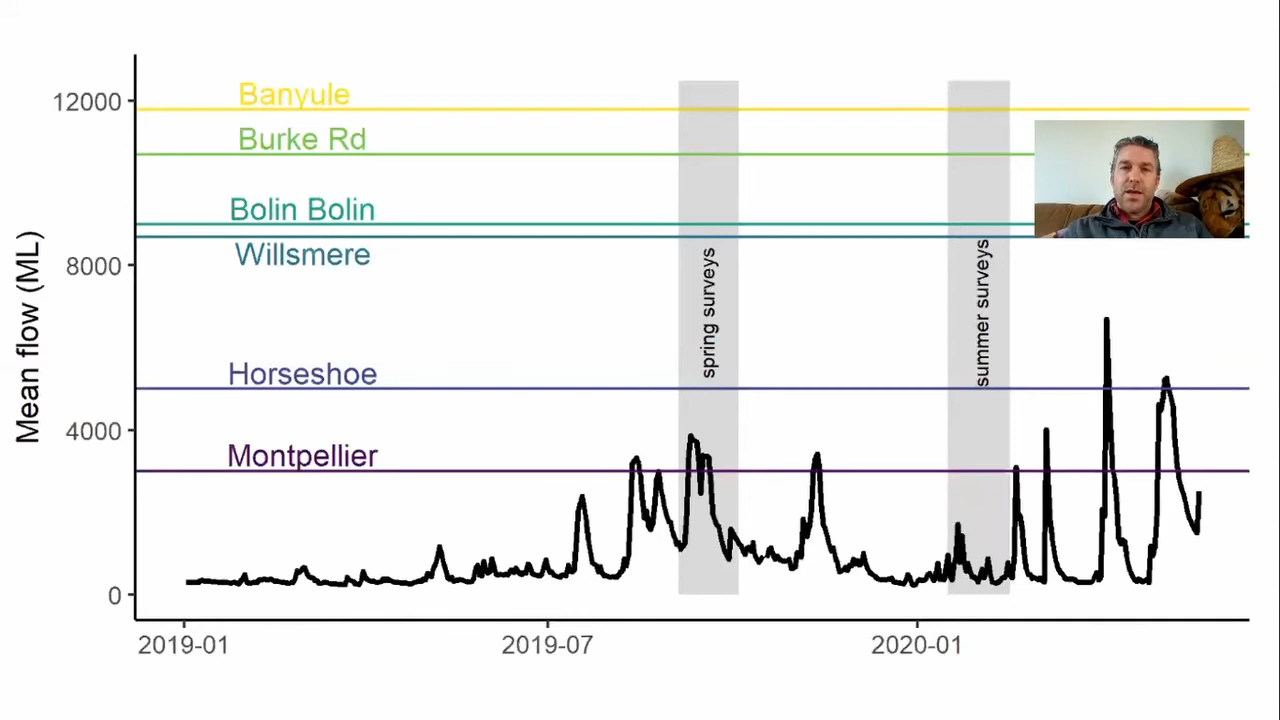 Mean flow (ML)
12000
8000
4000
0
Banyule
Burke Rd
Bolin Bolin
Willsmere
Horseshoe
Montpellier
spring surveys
summer surveys
2019-01
2019-07
2020-01